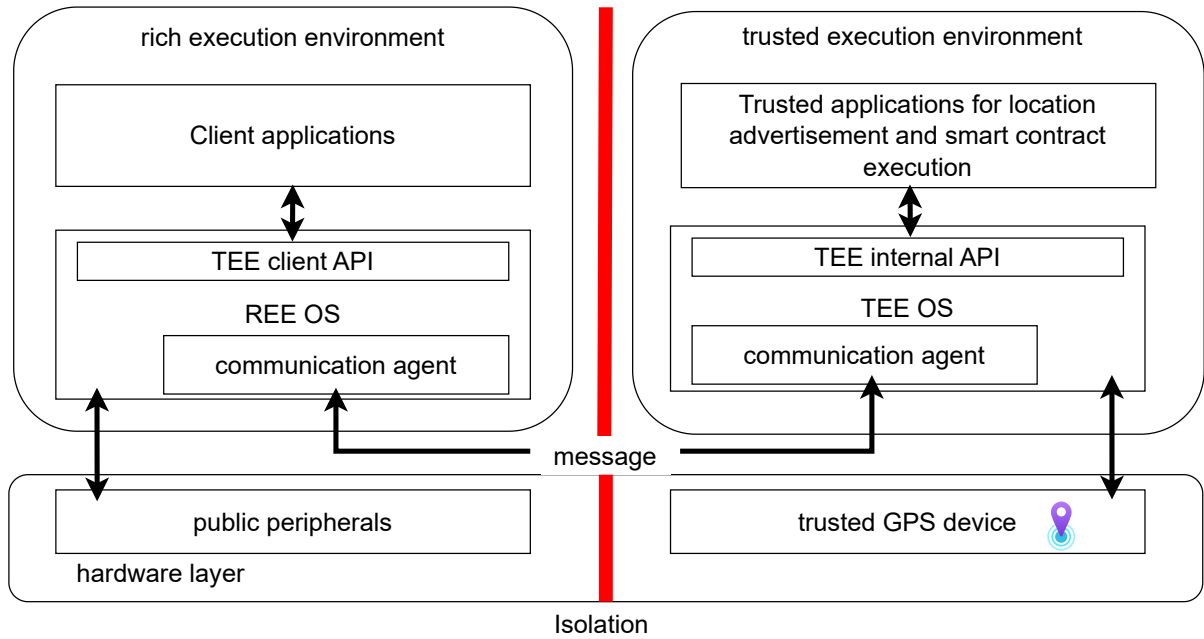 rich execution environment
Client applications
TEE client API
REE OS
communication agent
trusted execution environment
Trusted applications for location
advertisement and smart contract
execution
TEE internal API
TEE OS
communication agent
message
public peripherals
hardware layer
trusted GPS device
Isolation